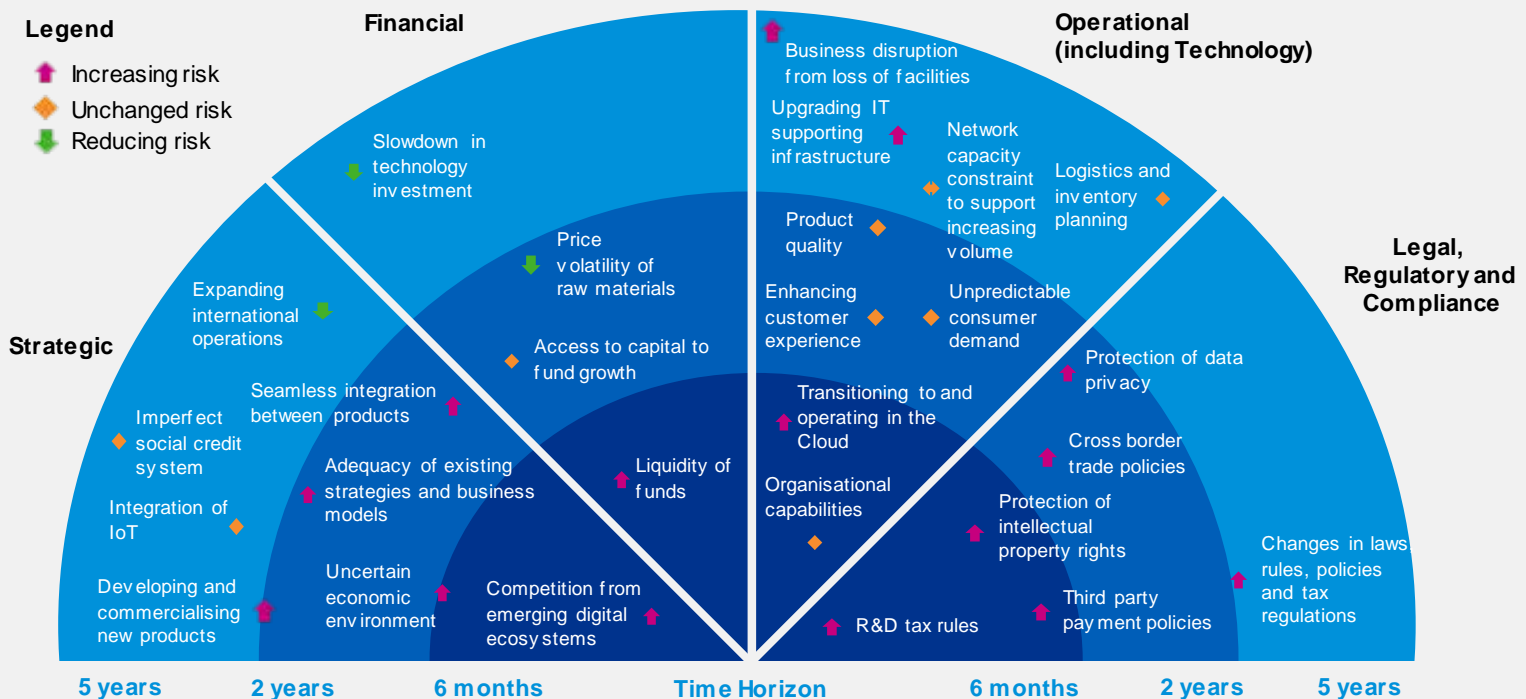 Legend
Increasing risk
Unchanged risk
Reducing risk
Financial
Operational
(including Technology)
Strategic
Legal,
Regulatory and
Compliance
Slowdown in
technology
investment
Price
volatility of
raw materials
Access to capital to
fund growth
Liquidity of
funds
Expanding
international
operations
Seamless integration
between products
Imperfect
social credit
system
Adequacy of existing
strategies and business
models
Integration of
IoT
Developing and
commercialising
new products
Uncertain
economic
environment
Competition from
emerging digital
ecosystems
Business disruption
from loss of facilities
Upgrading IT
supporting
infrastructure
Network
capacity
constraint
to support
increasing
volume
Logistics and
inventory
planning
Product
quality
Enhancing
customer
experience
Unpredictable
consumer
demand
Transitioning to and
operating in the
Cloud
Organisational
capabilities
Protection of data
privacy
Cross border
trade policies
Protection of
intellectual
property rights
Changes in laws
rules, policies
and tax
regulations
Third party
payment policies
R&D tax rules
5 years
2 years
6 months
Time Horizon
6 months
2 years
5 years